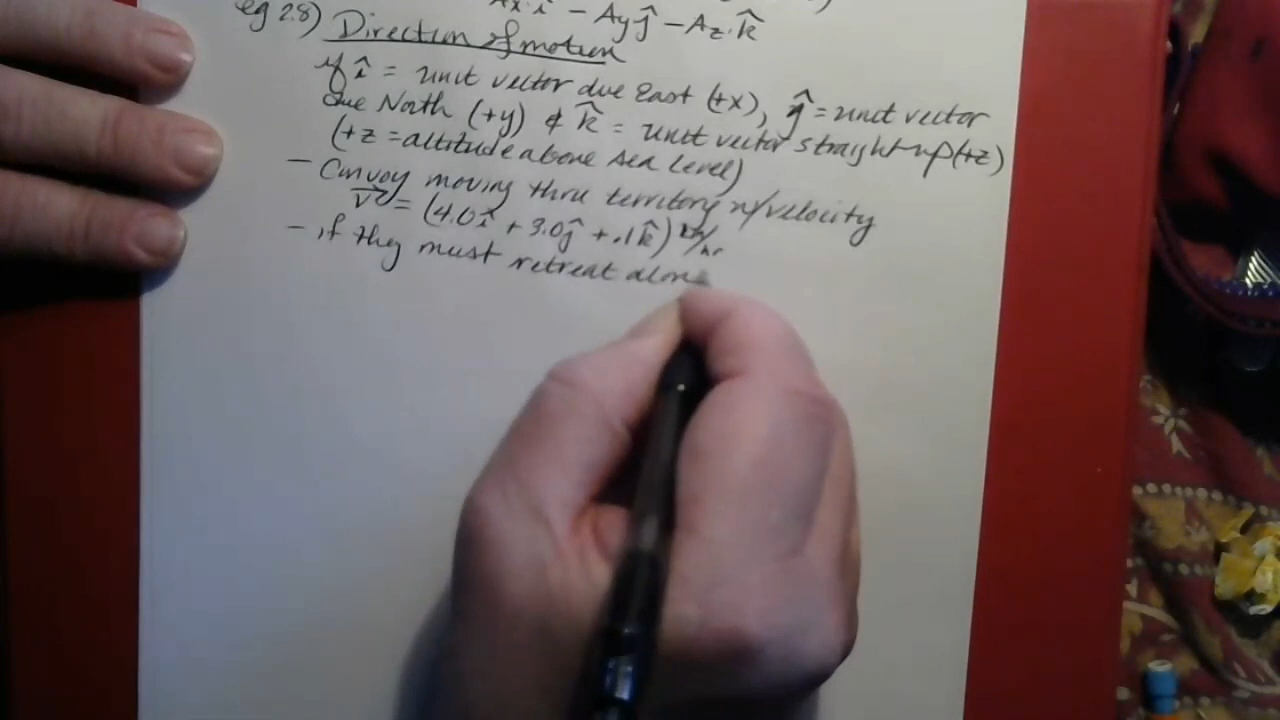 Ax î - Ay ĵ - Az k̂
eg 2.8) Direction of motion
if î = unit vector due East (+x), ĵ = unit vector
due North (+y) & k̂ = unit vector straight up (+z)
(+z = altitude above sea level)
- Convoy moving thru territory w/velocity
V⃗ = (4.0î + 3.0ĵ + .1k̂) km/hr
- if they must retreat along